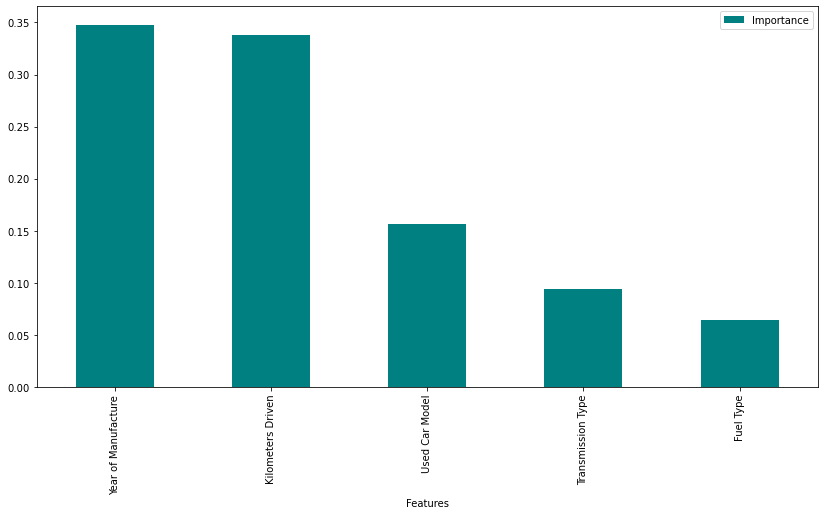 Importance
0.35
0.30
0.25
0.20
0.15
0.10
0.05
0.00
Year of Manufacture
Kilometers Driven
Used Car Model
Transmission Type
Fuel Type
Features